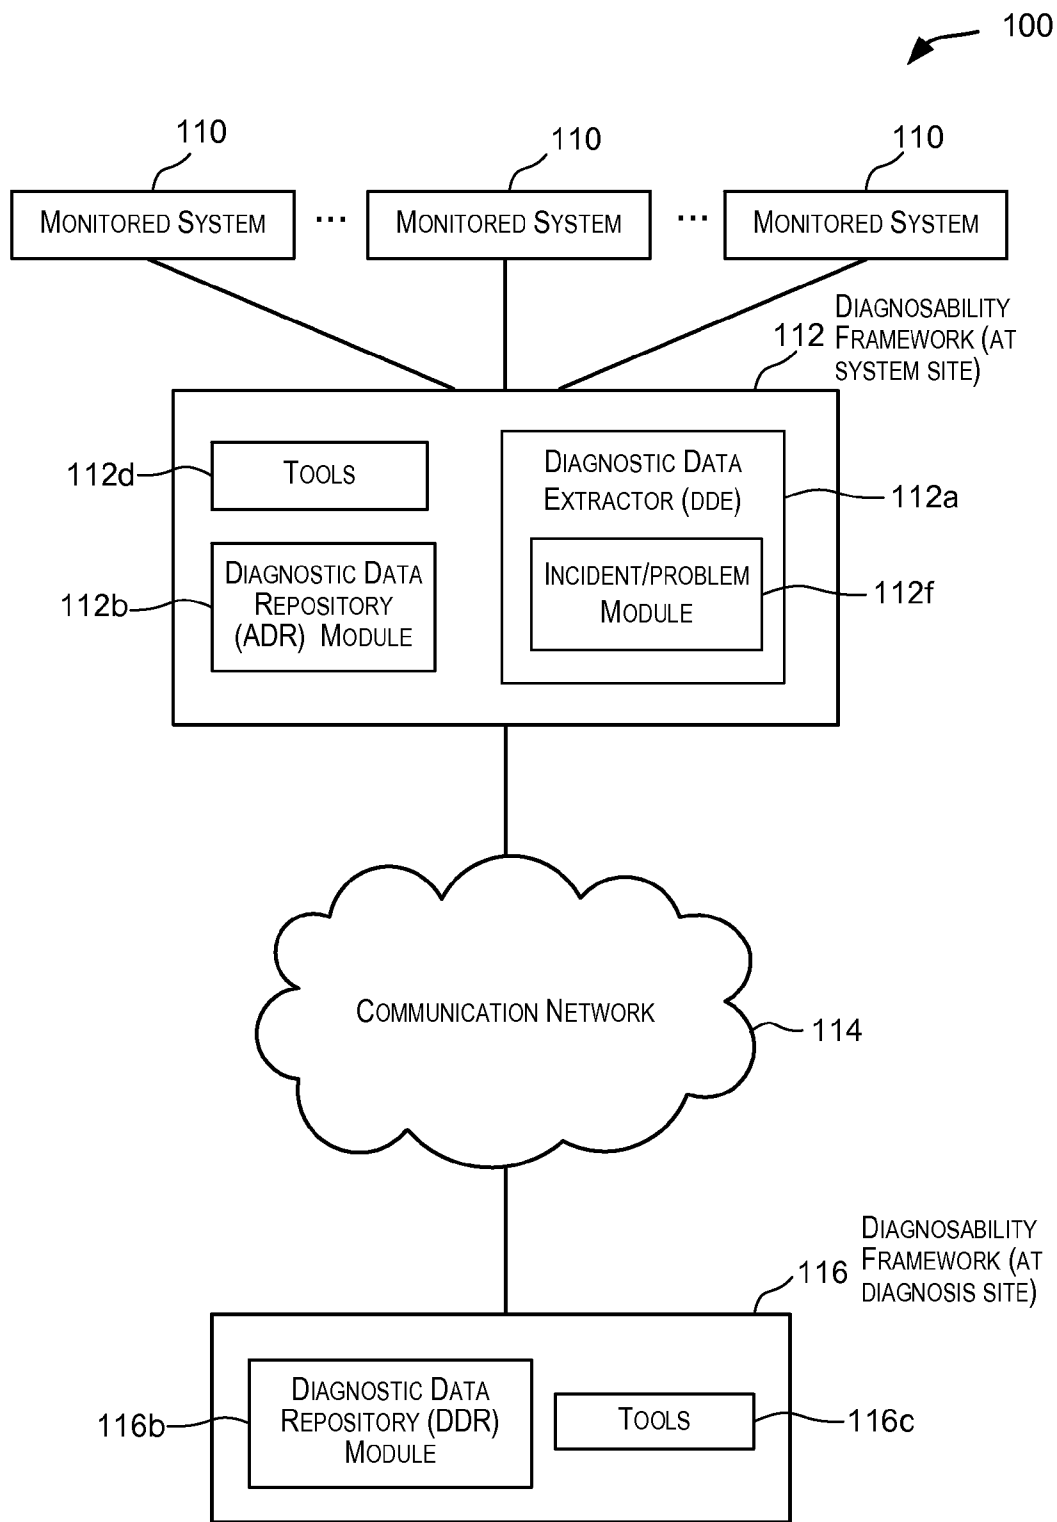 100
110
110
110
MONITORED SYSTEM
...
MONITORED SYSTEM
...
MONITORED SYSTEM
112
DIAGNOSABILITY
FRAMEWORK (AT
SYSTEM SITE)
112d
TOOLS
DIAGNOSTIC DATA
EXTRACTOR (DDE)
112a
112b
DIAGNOSTIC DATA
REPOSITORY
(ADR) MODULE
INCIDENT/PROBLEM
MODULE
112f
COMMUNICATION NETWORK
114
116
DIAGNOSABILITY
FRAMEWORK (AT
DIAGNOSIS SITE)
116b
DIAGNOSTIC DATA
REPOSITORY (DDR)
MODULE
TOOLS
116c